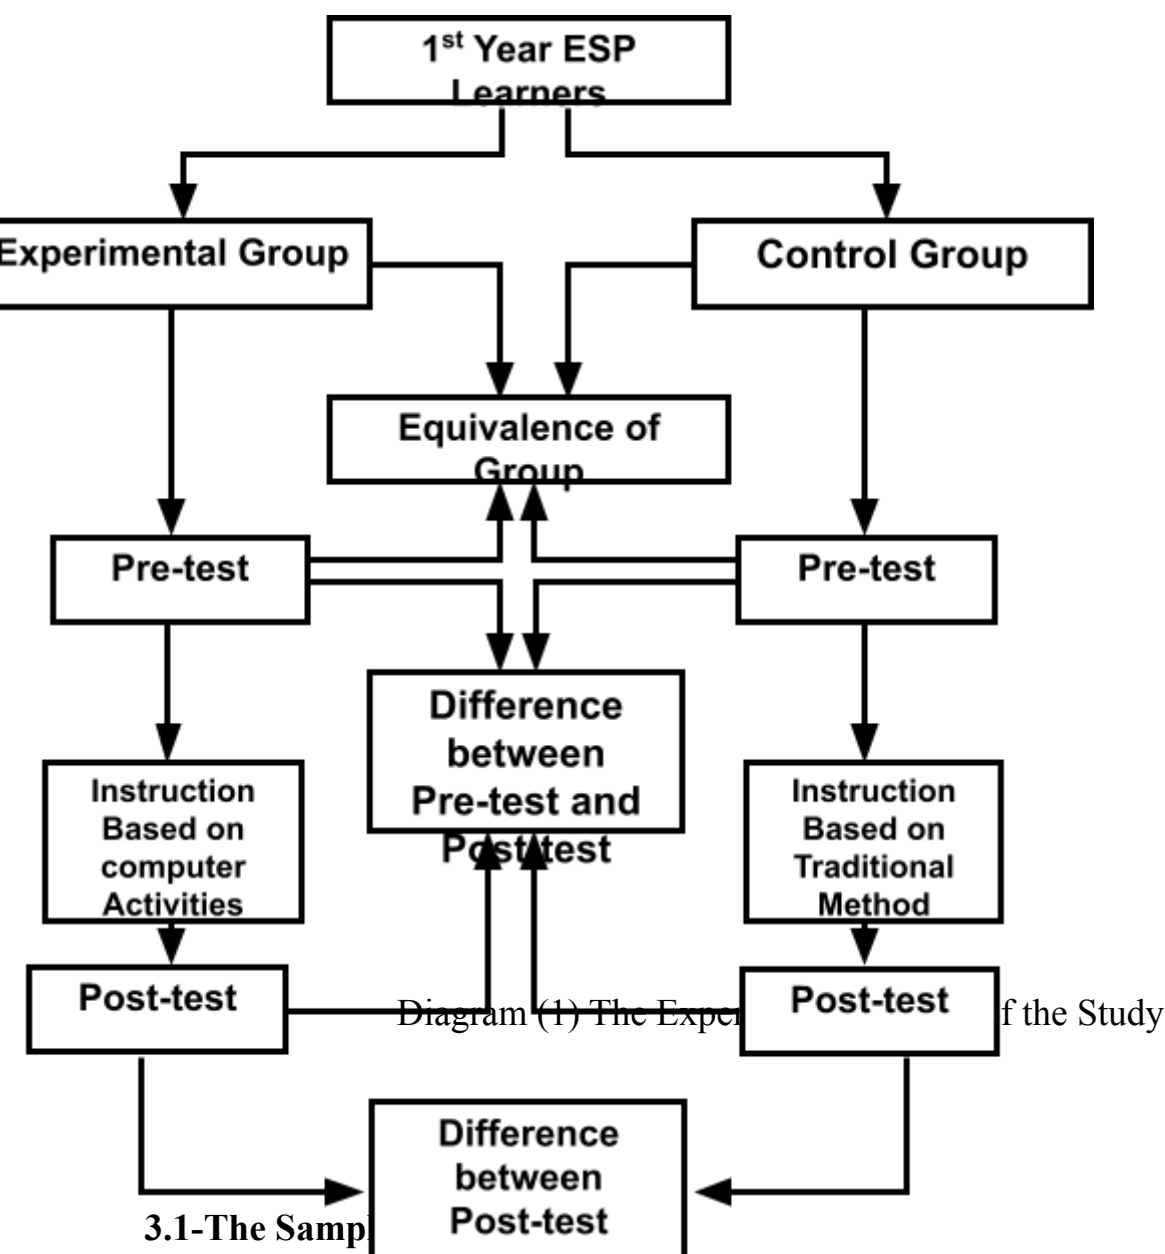 1st Year ESP
Learners
Experimental Group
Control Group
Equivalence of
Group
Pre-test
Pre-test
Difference
between
Pre-test and
Post-test
Instruction
Based on
computer
Activities
Instruction
Based on
Traditional
Method
Post-test
Post-test
Diagram (1) The of the Study
Difference
between
Post-test
3.1-The